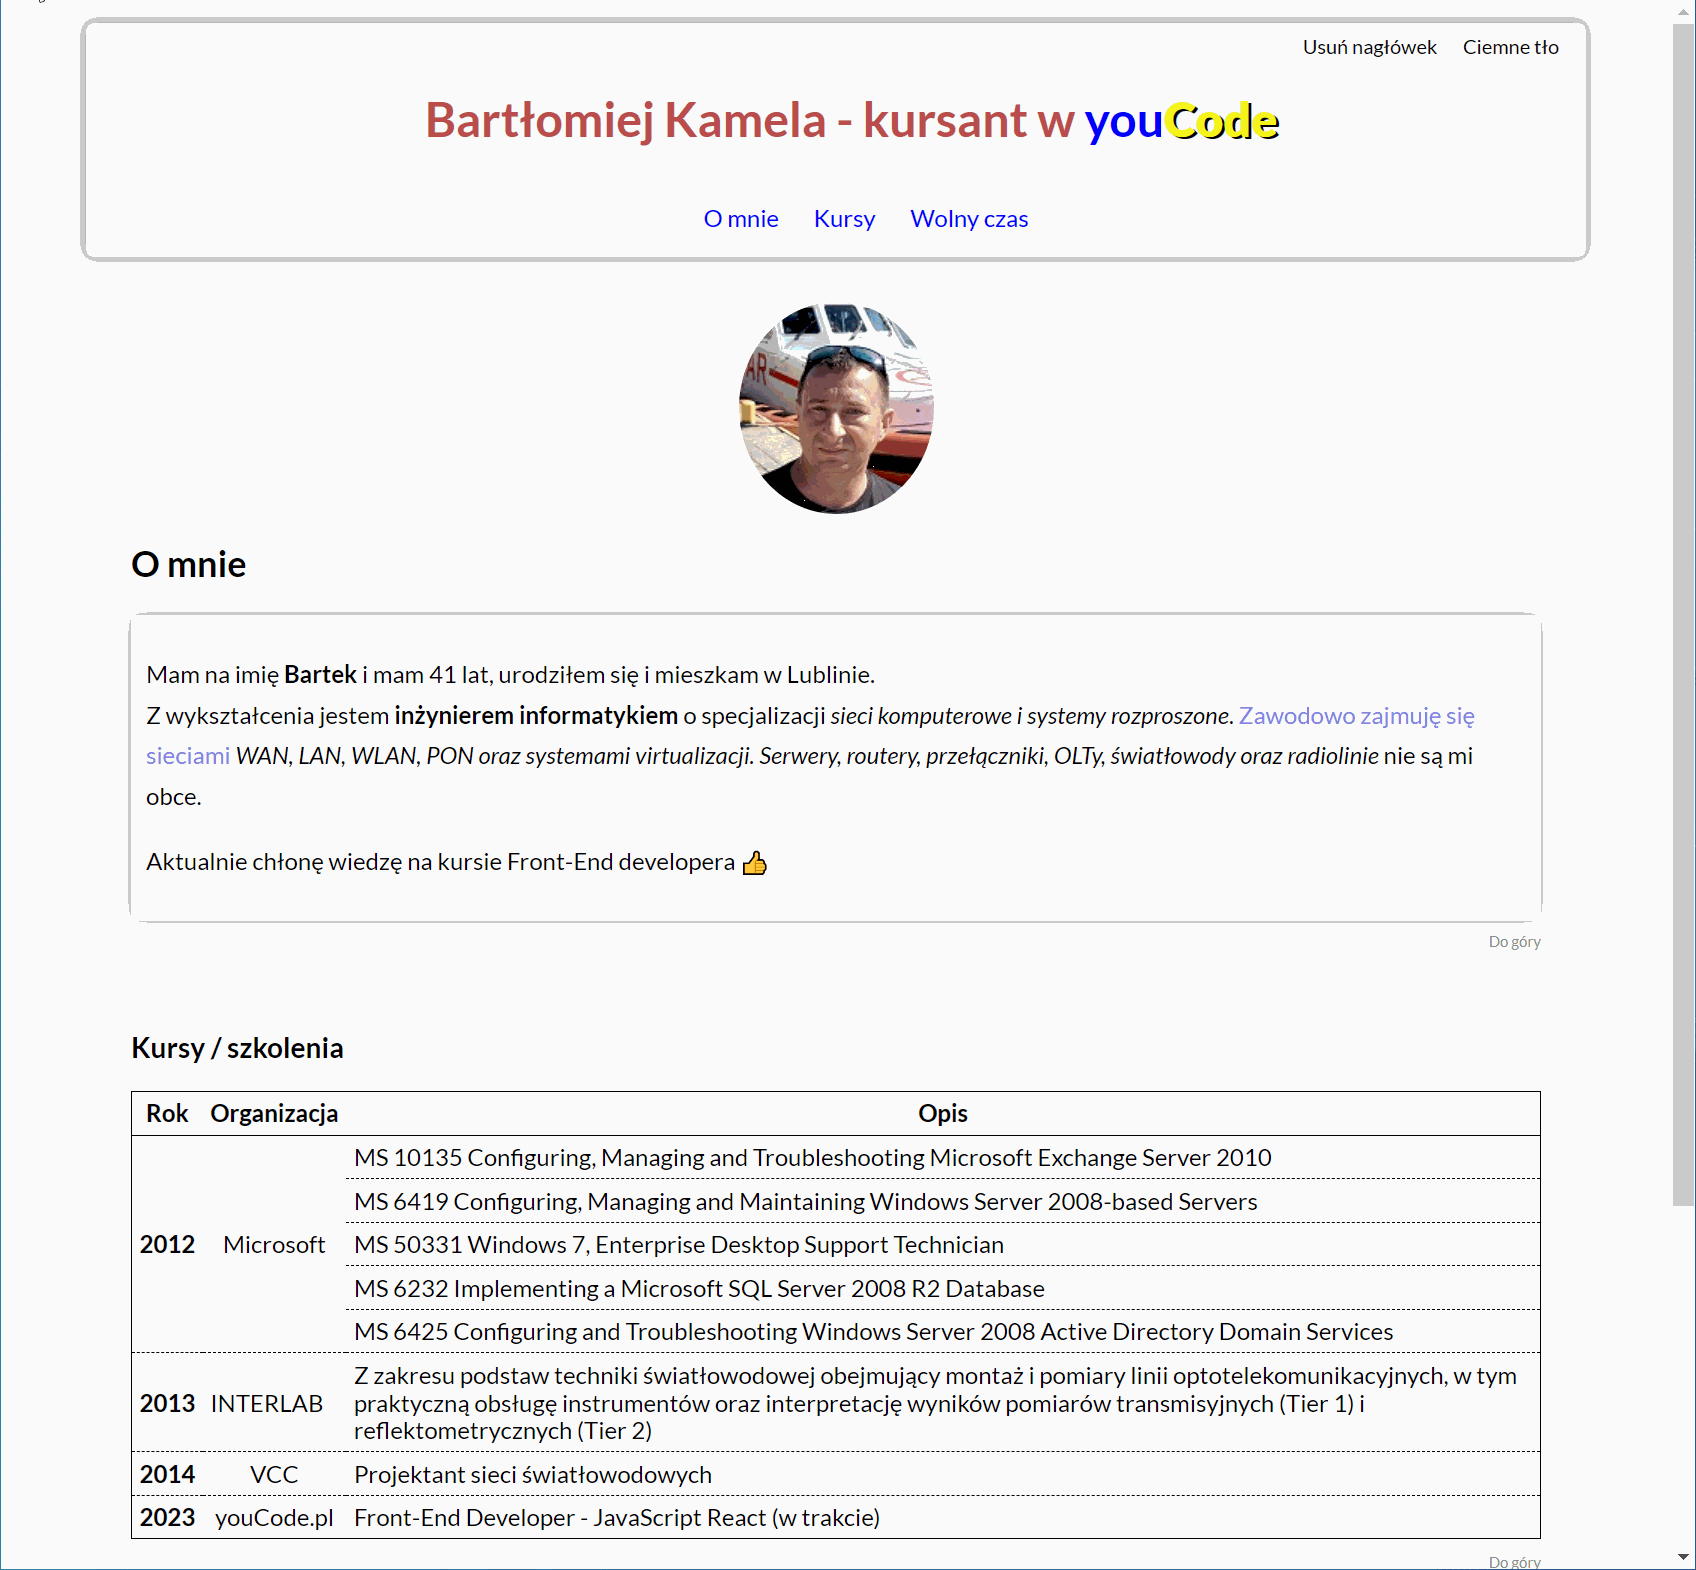 Usuń nagłówek Ciemne tło
Bartłomiej Kamela - kursant w youCode
O mnie Kursy Wolny czas
AR
O mnie
Mam na imię Bartek i mam 41 lat, urodziłem się i mieszkam w Lublinie.
Z wykształcenia jestem inżynierem informatykiem o specjalizacji sieci komputerowe i systemy rozproszone. Zawodowo zajmuję się
sieciami WAN, LAN, WLAN, PON oraz systemami virtualizacji. Serwery, routery, przełączniki, OLTy, światłowody oraz radiolinie nie są mi
obce.
Aktualnie chłonę wiedzę na kursie Front-End developera 👍
Do góry
Kursy / szkolenia
Rok Organizacja Opis
MS 10135 Configuring, Managing and Troubleshooting Microsoft Exchange Server 2010
MS 6419 Configuring, Managing and Maintaining Windows Server 2008-based Servers
2012 Microsoft MS 50331 Windows 7, Enterprise Desktop Support Technician
MS 6232 Implementing a Microsoft SQL Server 2008 R2 Database
MS 6425 Configuring and Troubleshooting Windows Server 2008 Active Directory Domain Services
Z zakresu podstaw techniki światłowodowej obejmujący montaż i pomiary linii optotelekomunikacyjnych, w tym
2013 INTERLAB praktyczną obsługę instrumentów oraz interpretację wyników pomiarów transmisyjnych (Tier 1) i
reflektometrycznych (Tier 2)
2014 VCC Projektant sieci światłowodowych
2023 youCode.pl Front-End Developer - JavaScript React (w trakcie)
Do góry